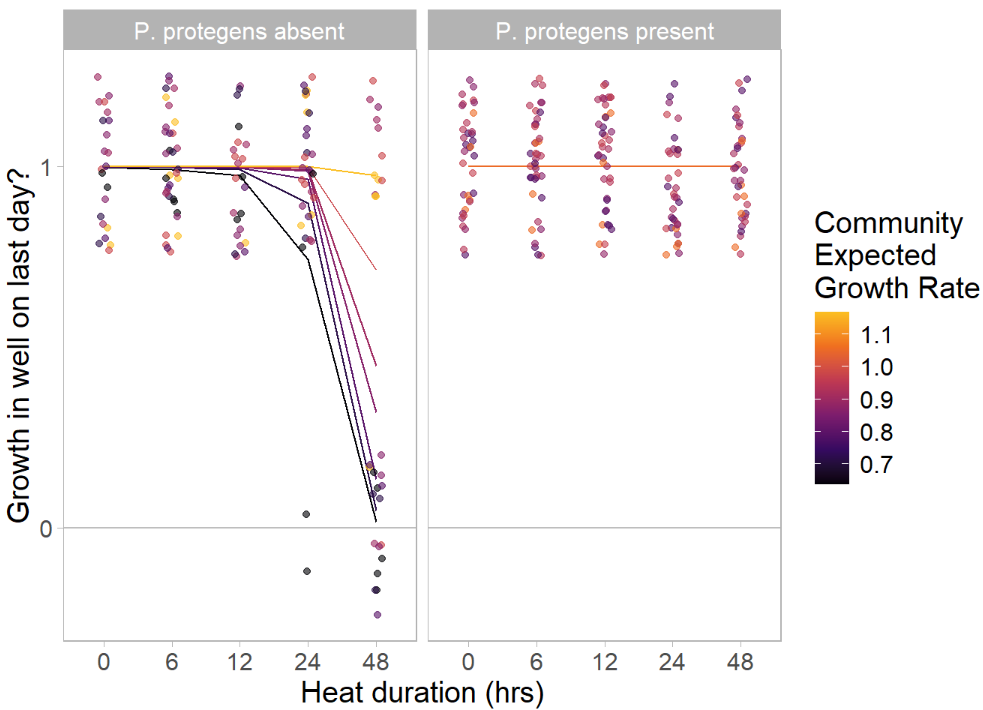 P. protegens absent
P. protegens present
Growth in well on last day?
1
0
0 6 12 24 48
0 6 12 24 48
Heat duration (hrs)
Community
Expected
Growth Rate
1.1
1.0
0.9
0.8
0.7